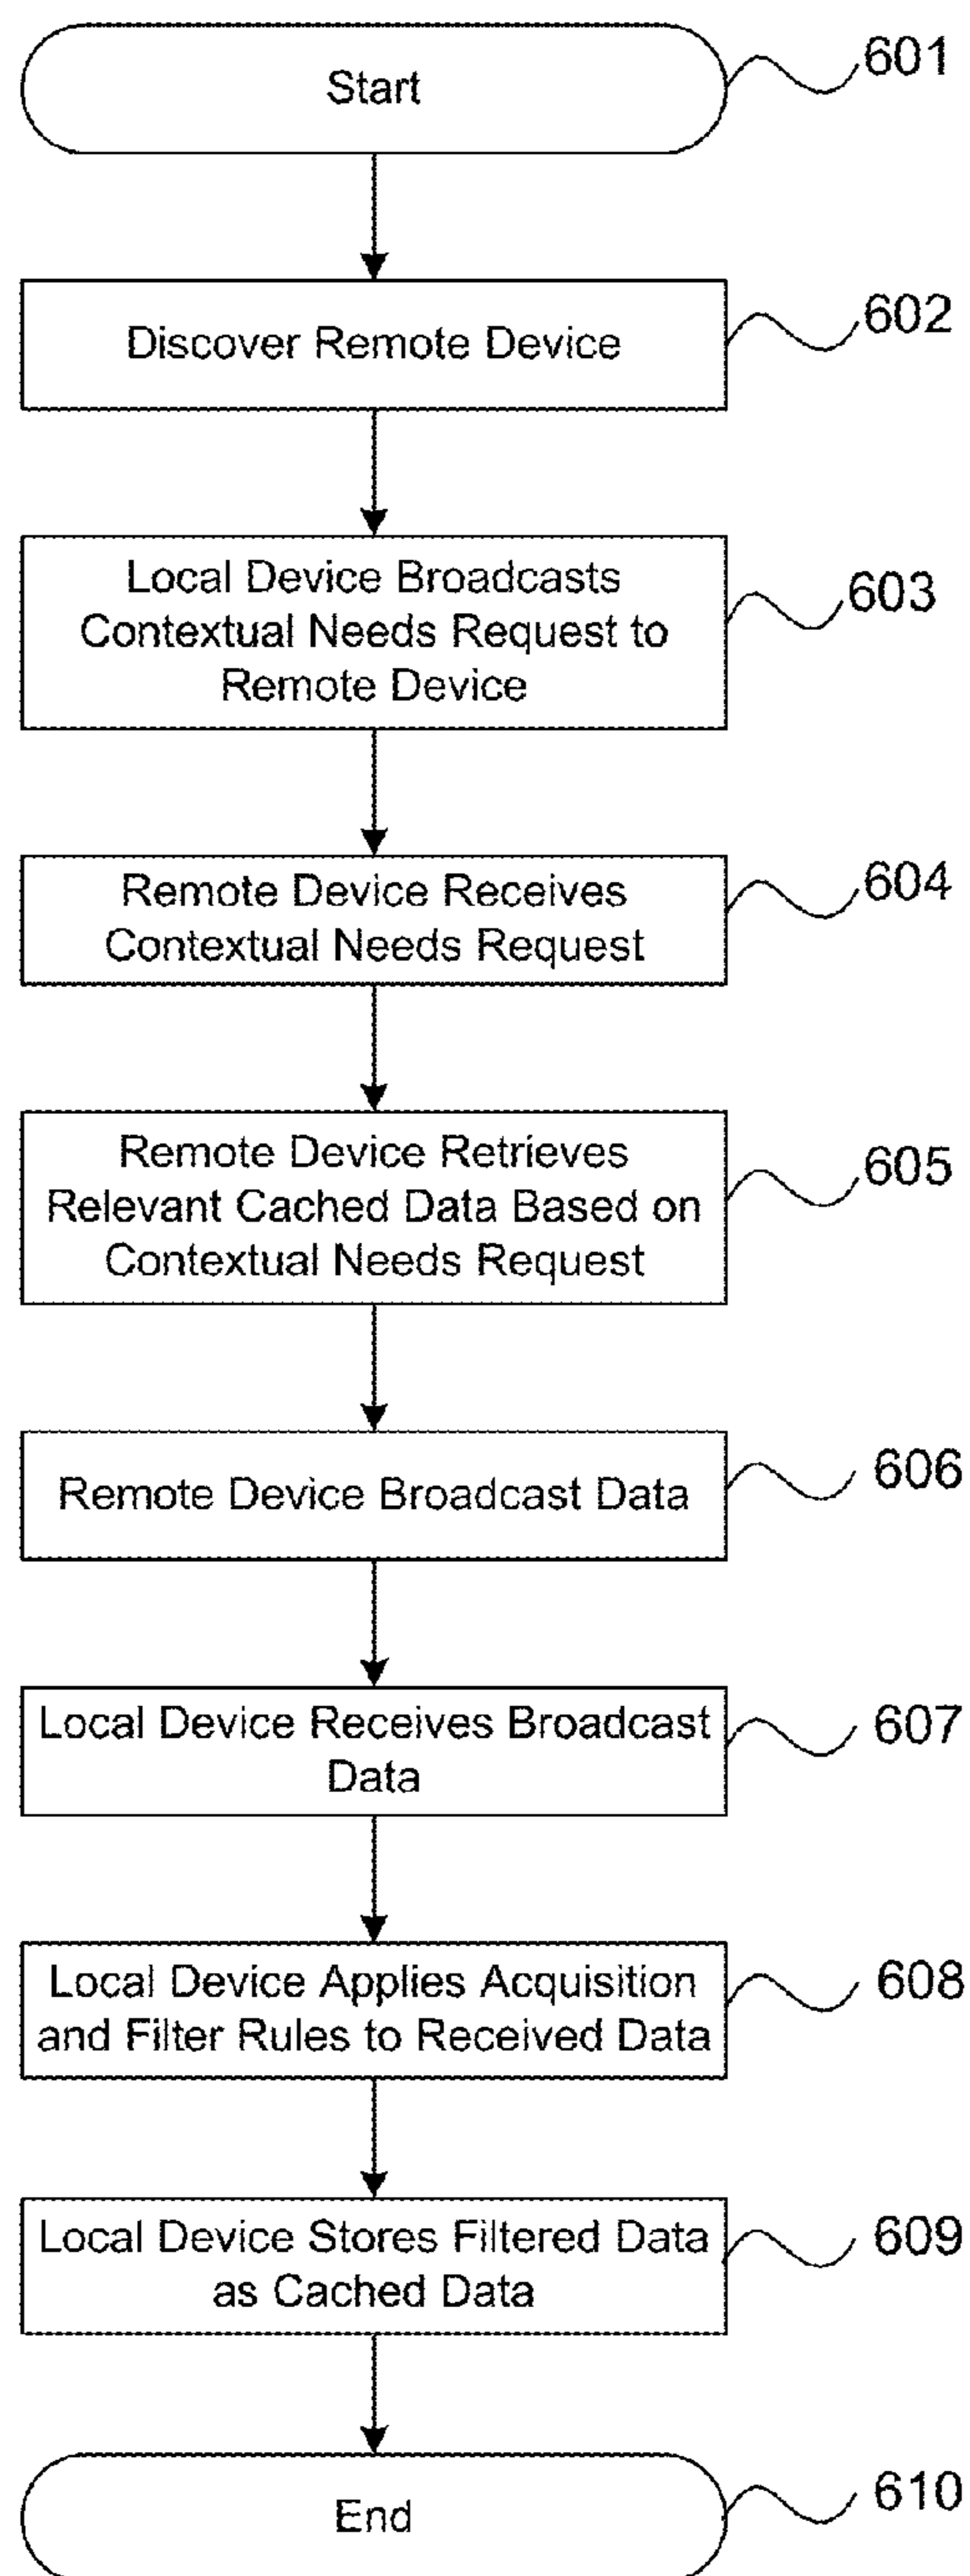 Start
601
Discover Remote Device
602
Local Device Broadcasts
Contextual Needs Request to
Remote Device
603
Remote Device Receives
Contextual Needs Request
604
Remote Device Retrieves
Relevant Cached Data Based on
Contextual Needs Request
605
Remote Device Broadcast Data
606
Local Device Receives Broadcast
Data
607
Local Device Applies Acquisition
and Filter Rules to Received Data
608
Local Device Stores Filtered Data
as Cached Data
609
End
610